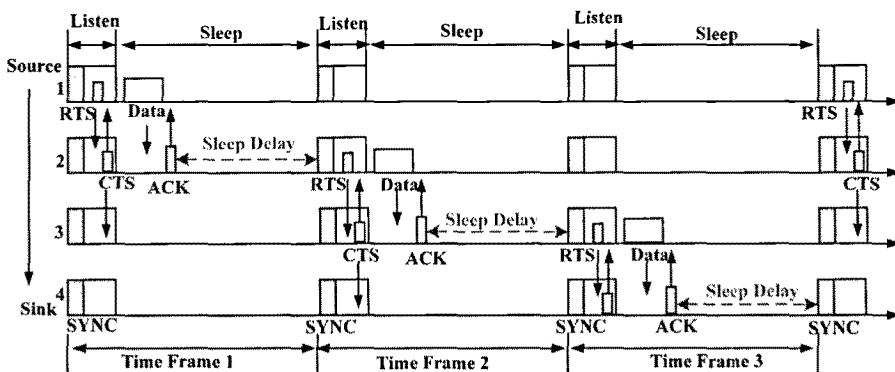 Listen Sleep Listen Sleep Listen Sleep
Source
1
RTS Data RTS
Sleep Delay
2
CTS ACK RTS Data CTS
Sleep Delay
3
CTS ACK RTS Data
Sleep Delay
4
Sink
SYNC SYNC SYNC ACK SYNC
Time Frame 1 Time Frame 2 Time Frame 3